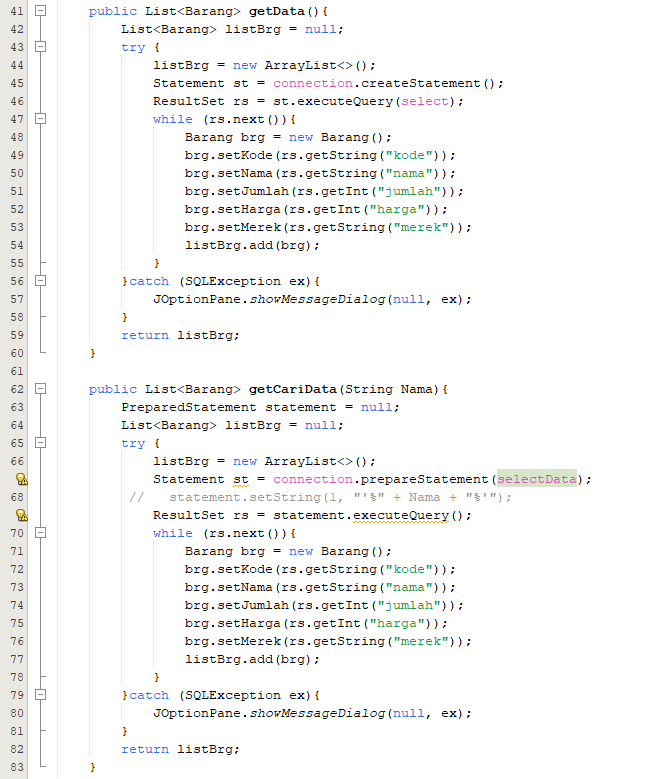 41 public List<Barang> getData(){
42 List<Barang> listBrg = null;
43 try {
44 listBrg = new ArrayList<>();
45 Statement st = connection.createStatement();
46 ResultSet rs = st.executeQuery(select);
47 while (rs.next()){
48 Barang brg = new Barang();
49 brg.setKode(rs.getString("kode"));
50 brg.setNama(rs.getString("nama"));
51 brg.setJumlah(rs.getInt("jumlah"));
52 brg.setHarga(rs.getInt("harga"));
53 brg.setMerek(rs.getString("merek"));
54 listBrg.add(brg);
55 }
56 }catch (SQLException ex){
57 JOptionPane.showMessageDialog(null, ex);
58 }
59 return listBrg;
60 }
61
62 public List<Barang> getCariData(String Nama){
63 PreparedStatement statement = null;
64 List<Barang> listBrg = null;
65 try {
66 listBrg = new ArrayList<>();
Statement st = connection.prepareStatement(selectData);
68 // statement.setString(1, "'%" + Nama + "%'");
ResultSet rs = statement.executeQuery();
70 while (rs.next()){
71 Barang brg = new Barang();
72 brg.setKode(rs.getString("kode"));
73 brg.setNama(rs.getString("nama"));
74 brg.setJumlah(rs.getInt("jumlah"));
75 brg.setHarga(rs.getInt("harga"));
76 brg.setMerek(rs.getString("merek"));
77 listBrg.add(brg);
78 }
79 }catch (SQLException ex){
80 JOptionPane.showMessageDialog(null, ex);
81 }
82 return listBrg;
83 }